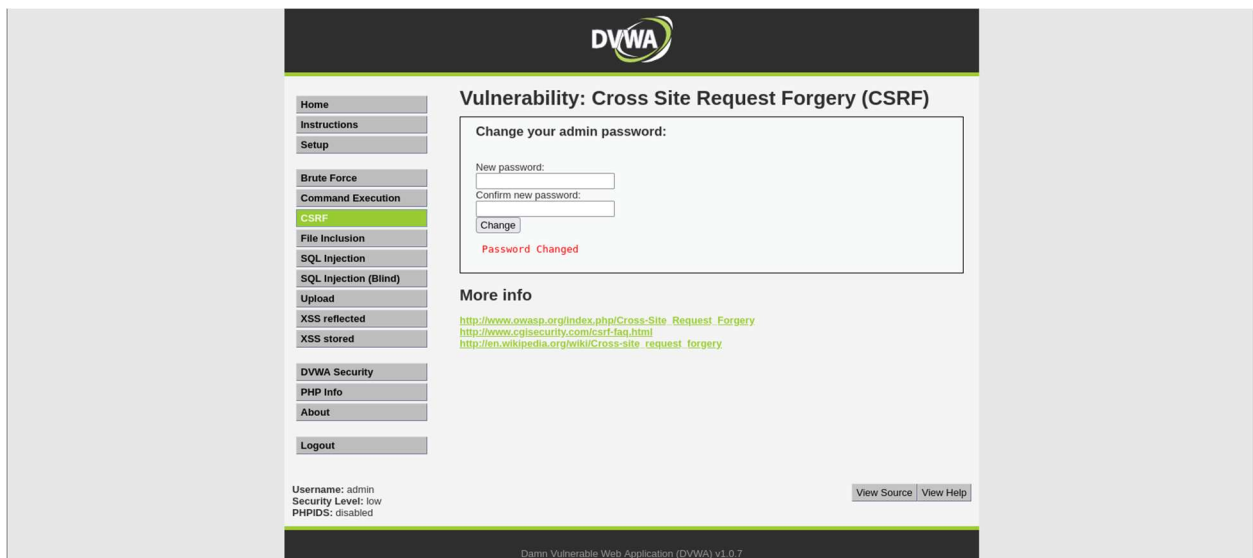 DVWA
Home
Instructions
Setup
Brute Force
Command Execution
CSRF
File Inclusion
SQL Injection
SQL Injection (Blind)
Upload
XSS reflected
XSS stored
DVWA Security
PHP Info
About
Logout
Vulnerability: Cross Site Request Forgery (CSRF)
Change your admin password:
New password:
Confirm new password:
Change
Password Changed
More info
http://www.owasp.org/index.php/Cross-Site_Request_Forgery
http://www.cgisecurity.com/csrf-faq.html
http://en.wikipedia.org/wiki/Cross-site_request_forgery
Username: admin
Security Level: low
PHPIDS: disabled
View Source View Help
Damn Vulnerable Web Application (DVWA) v1.0.7